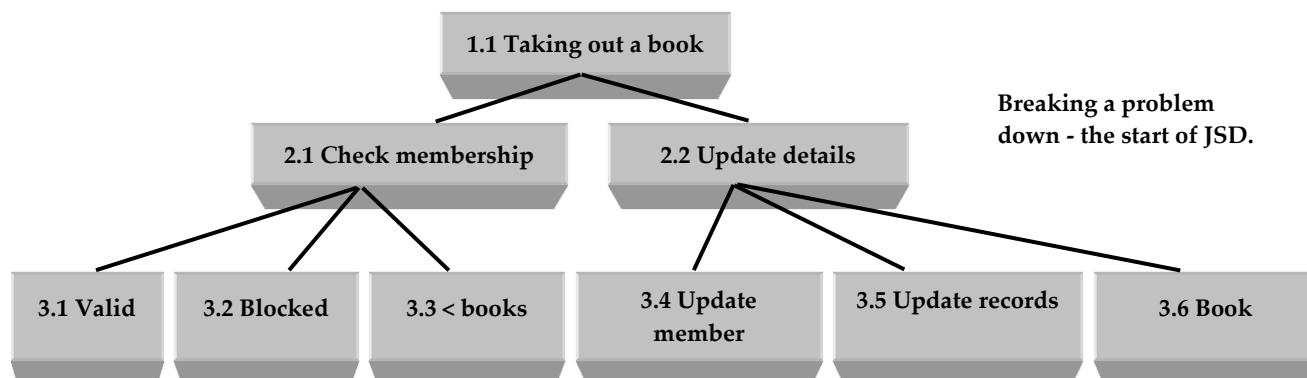 1.1 Taking out a book
Breaking a problem
down - the start of JSD.
2.1 Check membership
2.2 Update details
3.1 Valid
3.2 Blocked
3.3 < books
3.4 Update
member
3.5 Update records
3.6 Book